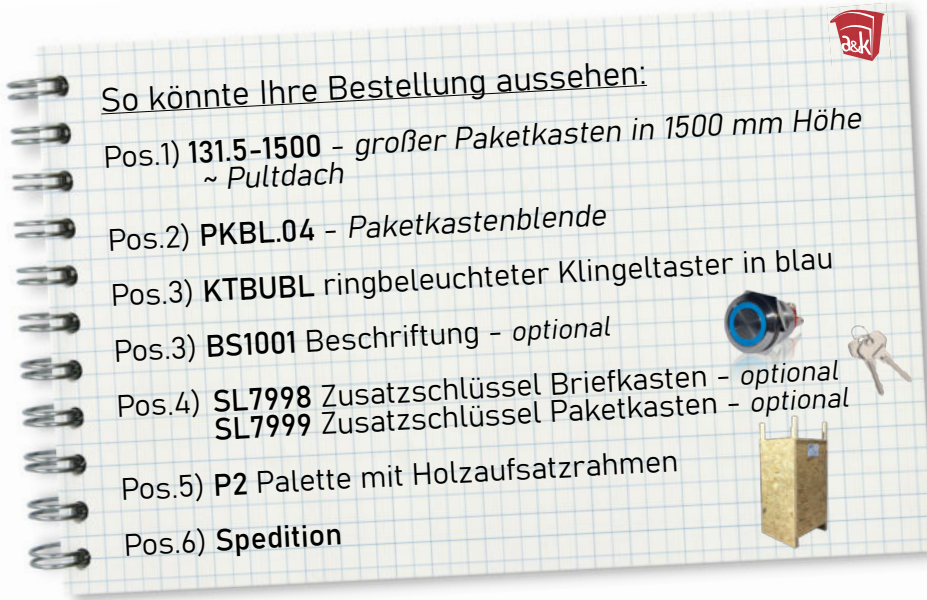 a&k
So könnte Ihre Bestellung aussehen:
Pos.1) 131.5-1500 - großer Paketkasten in 1500 mm Höhe
~ Pultdach
Pos.2) PKBL.04 - Paketkastenblende
Pos.3) KTBUBL ringbeleuchteter Klingeltaster in blau
Pos.3) BS1001 Beschriftung - optional
Pos.4) SL7998 Zusatzschlüssel Briefkasten - optional
SL7999 Zusatzschlüssel Paketkasten - optional
Pos.5) P2 Palette mit Holzaufsatzrahmen
Pos.6) Spedition